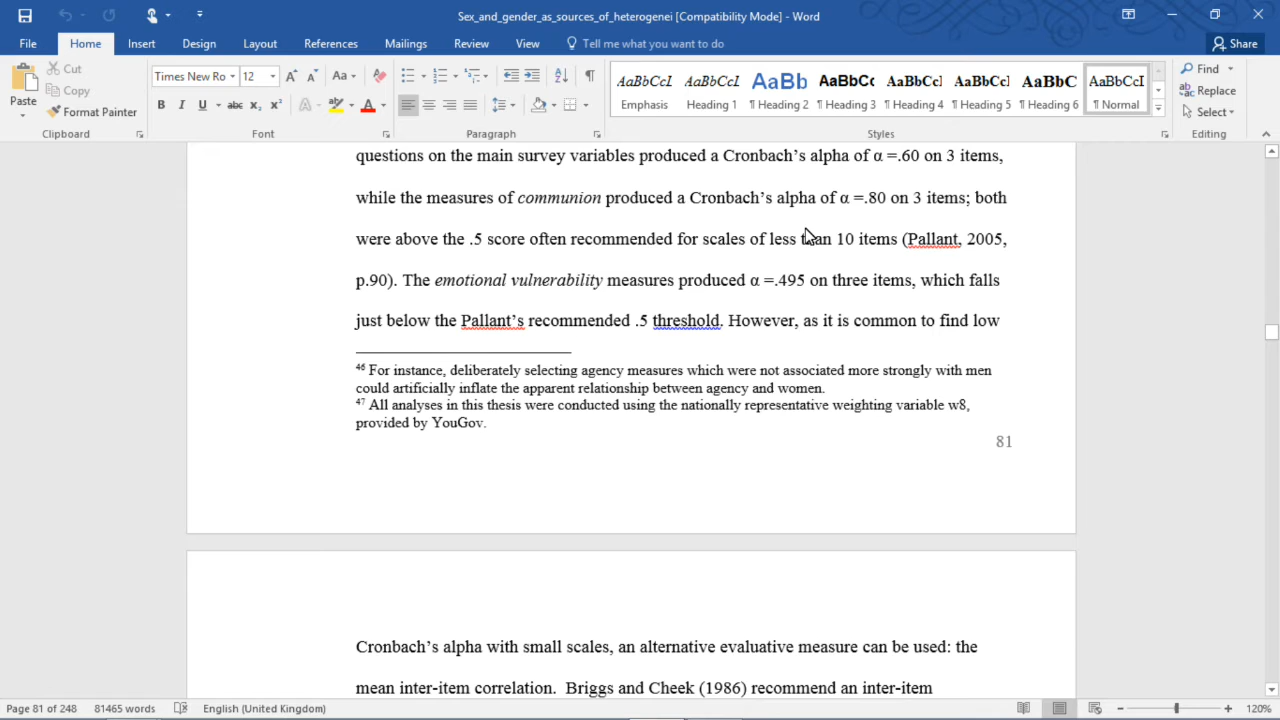 Sex_and_gender_as_sources_of_heterogenei [Compatibility Mode] - Word
File Home Insert Design Layout References Mailings Review View Tell me what you want to do Share
Paste
Cut
Copy
Format Painter
Clipboard
Times New Ro 12
Font
Paragraph
AaBbCcI Emphasis
AaBbCcL Heading 1
AaBb ¶ Heading 2
AaBbCc ¶ Heading 3
AaBbCcl ¶ Heading 4
AaBbCcI ¶ Heading 5
AaBbC ¶ Heading 6
AaBbCcI ¶ Normal
Styles
Find
Replace
Select
Editing
questions on the main survey variables produced a Cronbach’s alpha of α =.60 on 3 items,
while the measures of communion produced a Cronbach’s alpha of α =.80 on 3 items; both
were above the .5 score often recommended for scales of less than 10 items (Pallant, 2005,
p.90). The emotional vulnerability measures produced α =.495 on three items, which falls
just below the Pallant’s recommended .5 threshold. However, as it is common to find low
46 For instance, deliberately selecting agency measures which were not associated more strongly with men
could artificially inflate the apparent relationship between agency and women.
47 All analyses in this thesis were conducted using the nationally representative weighting variable w8,
provided by YouGov.
81
Cronbach’s alpha with small scales, an alternative evaluative measure can be used: the
mean inter-item correlation.  Briggs and Cheek (1986) recommend an inter-item
Page 81 of 248 81465 words English (United Kingdom) 120%